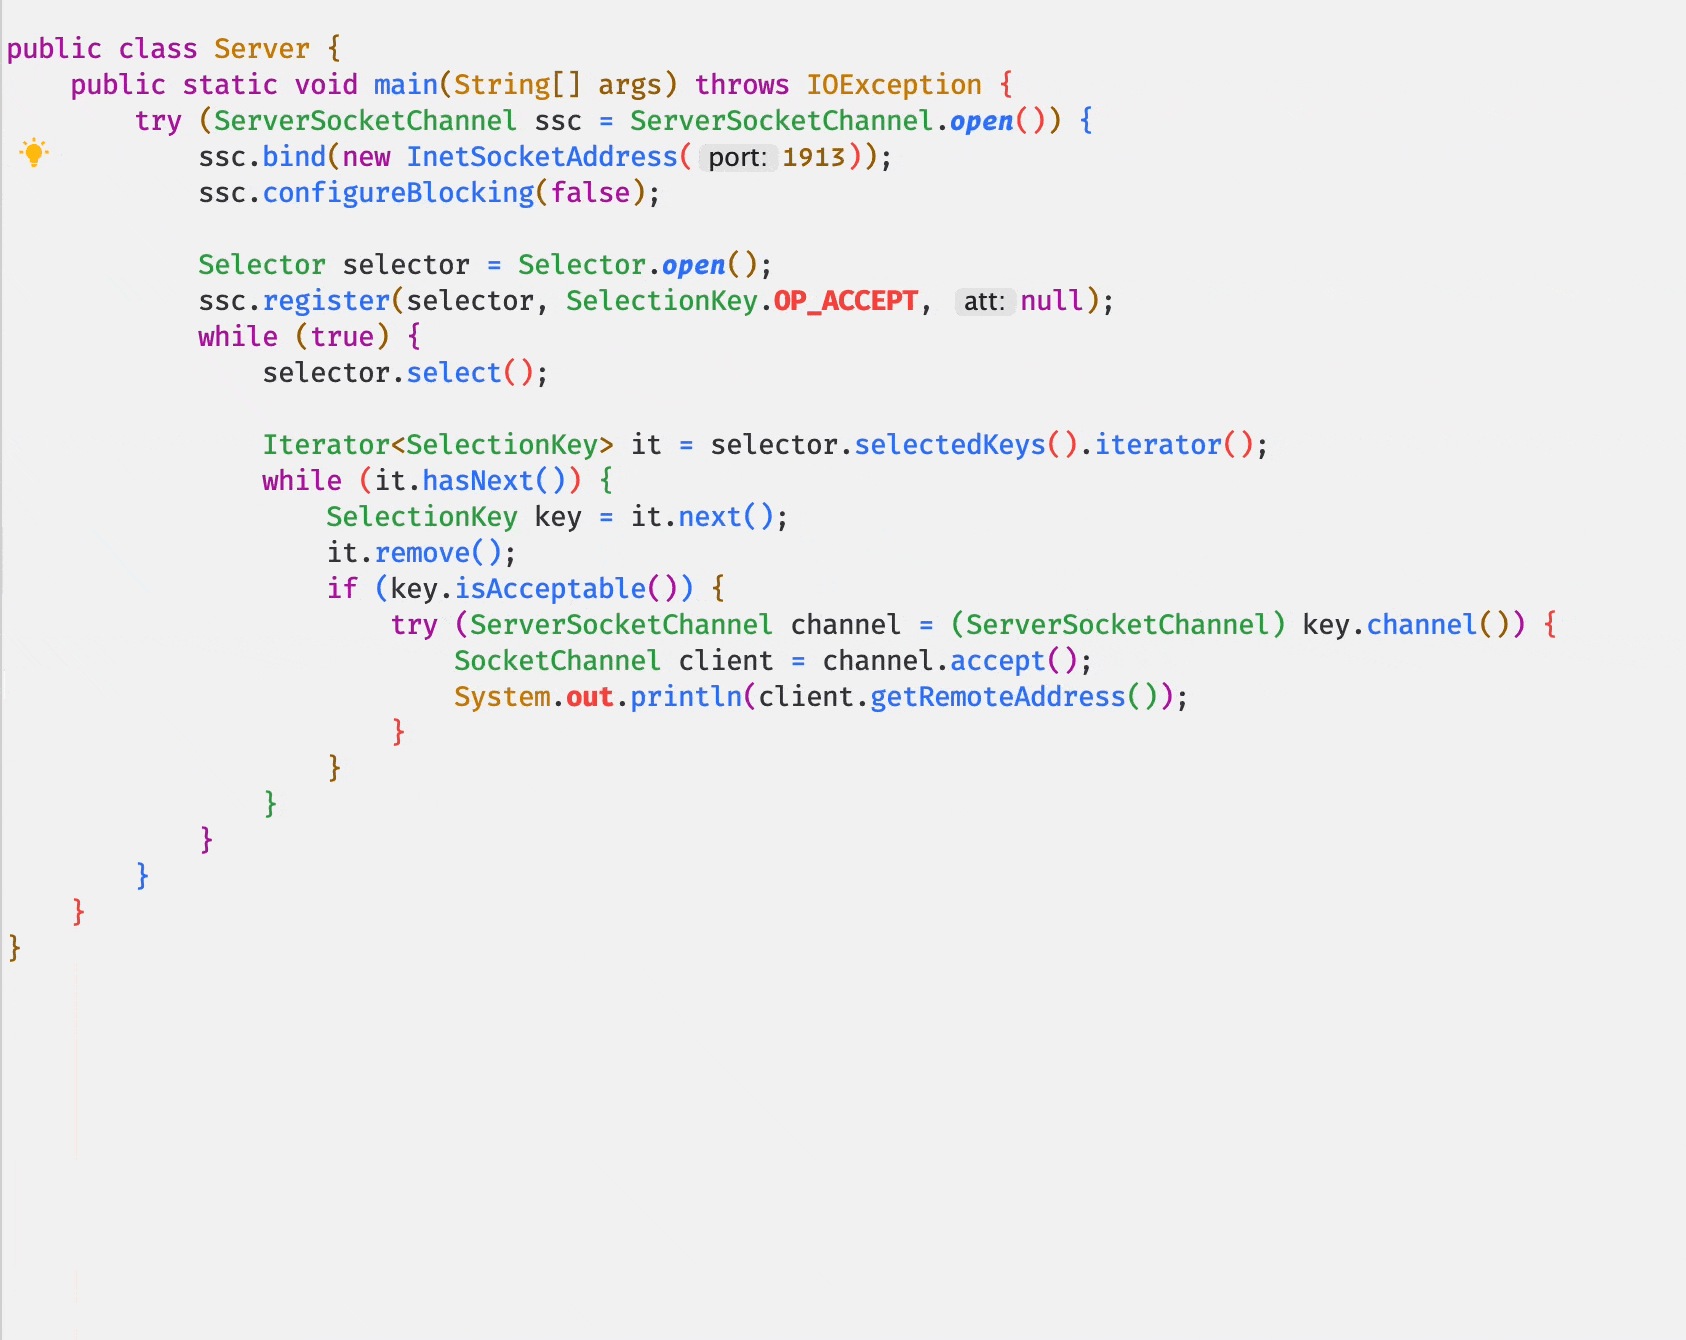 public class Server {
    public static void main(String[] args) throws IOException {
        try (ServerSocketChannel ssc = ServerSocketChannel.open()) {
            ssc.bind(new InetSocketAddress( port: 1913));
            ssc.configureBlocking(false);

            Selector selector = Selector.open();
            ssc.register(selector, SelectionKey.OP_ACCEPT, att: null);
            while (true) {
                selector.select();

                Iterator<SelectionKey> it = selector.selectedKeys().iterator();
                while (it.hasNext()) {
                    SelectionKey key = it.next();
                    it.remove();
                    if (key.isAcceptable()) {
                        try (ServerSocketChannel channel = (ServerSocketChannel) key.channel()) {
                            SocketChannel client = channel.accept();
                            System.out.println(client.getRemoteAddress());
                        }
                    }
                }
            }
        }
    }
}